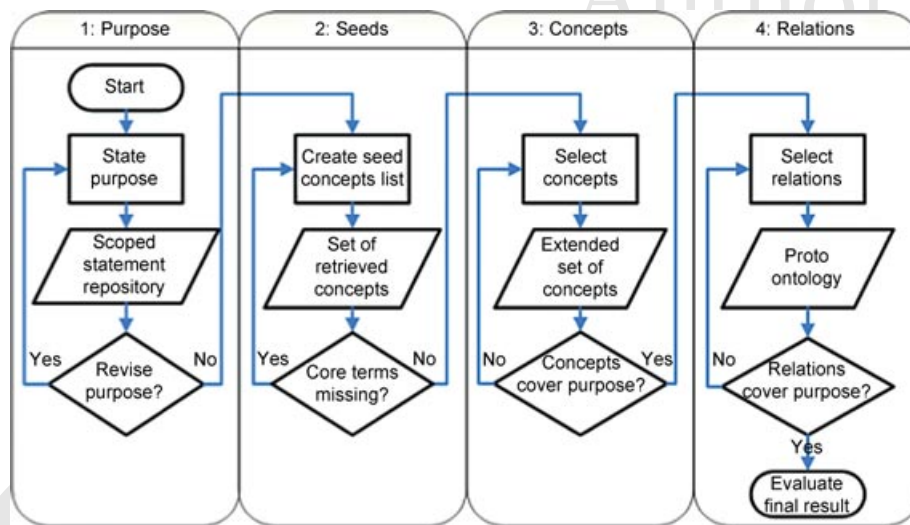 1: Purpose
2: Seeds
3: Concepts
4: Relations
Start
State
purpose
Scoped
statement
repository
Yes
Revise
purpose?
No
Create seed
concepts list
Set of
retrieved
concepts
Yes
Core terms
missing?
No
Select
concepts
Extended
set of
concepts
No
Concepts
cover purpose?
Yes
Select
relations
Proto
ontology
No
Relations
cover purpose?
Yes
Evaluate
final result